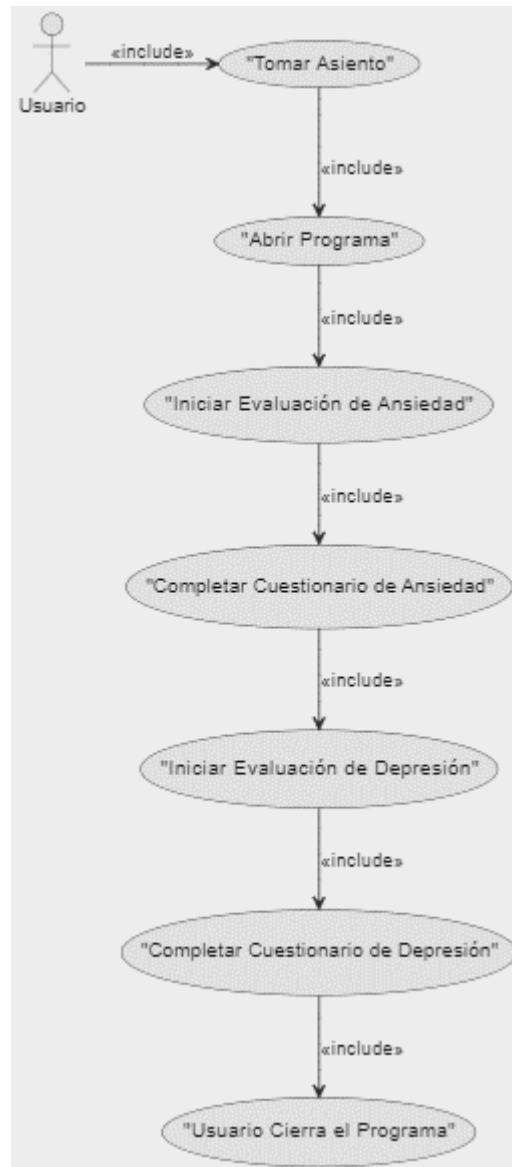 «include»
"Tomar Asiento"
Usuario
«include»
"Abrir Programa"
«include»
"Iniciar Evaluación de Ansiedad"
«include»
"Completar Cuestionario de Ansiedad"
«include»
"Iniciar Evaluación de Depresión"
«include»
"Completar Cuestionario de Depresión"
«include»
"Usuario Cierra el Programa"